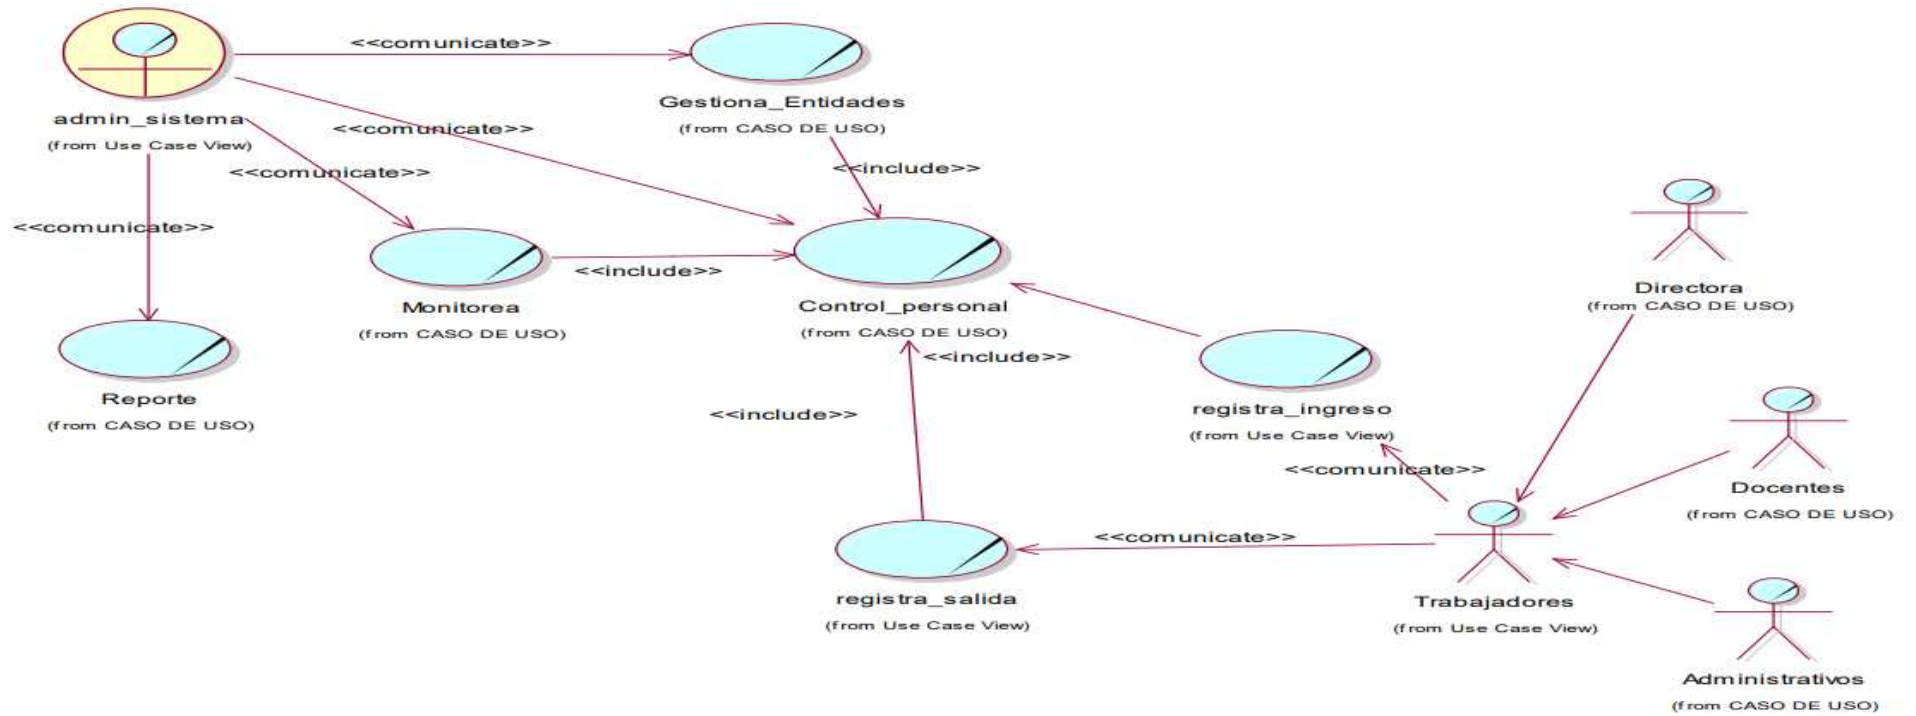 <<comunicate>>
Gestiona_Entidades
(from CASO DE USO)
admin_sistema
(from Use Case View)
<<comunicate>>
<<comunicate>>
<<include>>
<<comunicate>>
Monitorea
(from CASO DE USO)
<<include>>
Control_personal
(from CASO DE USO)
<<include>>
Directora
(from CASO DE USO)
Reporte
(from CASO DE USO)
<<include>>
registra_ingreso
(from Use Case View)
<<comunicate>>
Docentes
(from CASO DE USO)
<<comunicate>>
registra_salida
(from Use Case View)
Trabajadores
(from Use Case View)
Administrativos
(from CASO DE USO)